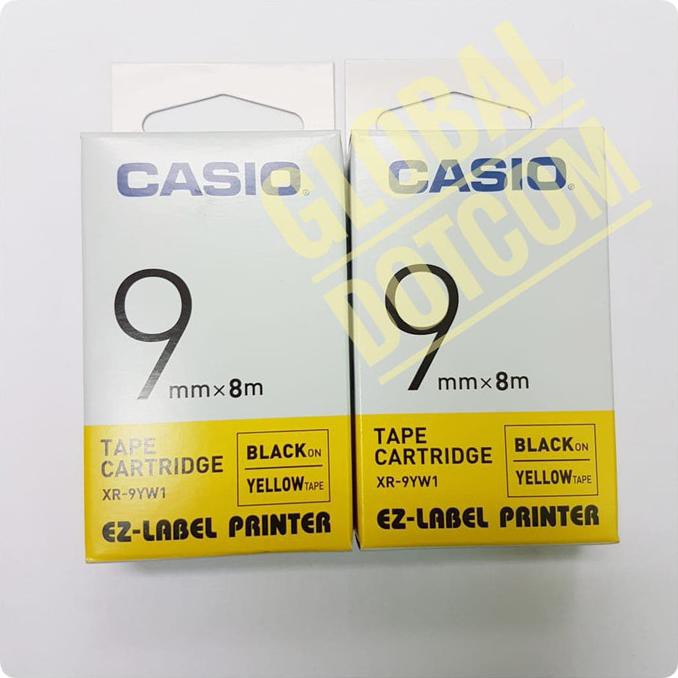 CASIO®
9
mm×8m
TAPE
CARTRIDGE
XR-9YW1
BLACK ON
YELLOW TAPE
EZ-LABEL PRINTER
CASIO®
9
mm×8m
TAPE
CARTRIDGE
XR-9YW1
BLACK ON
YELLOW TAPE
EZ-LABEL PRINTER
GLOBAL
DOTCOM